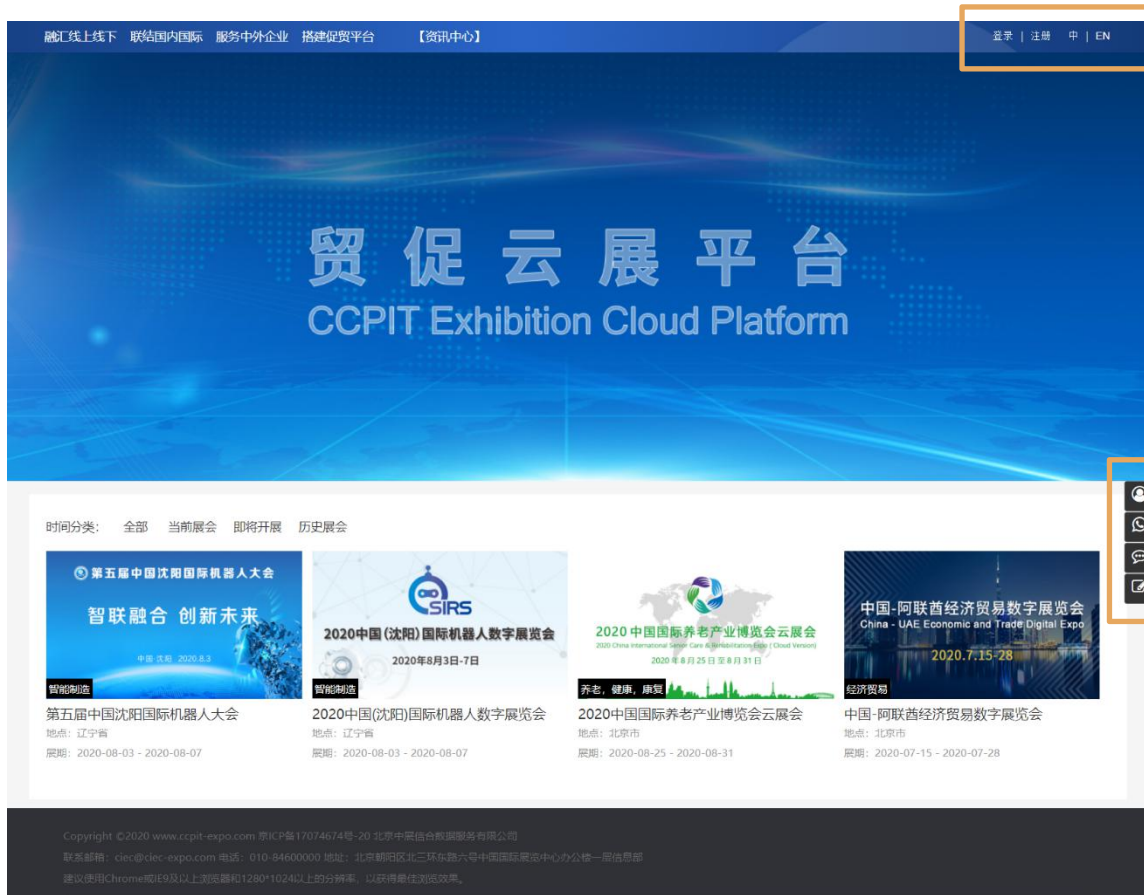 融汇线上线下 联结国内国际 服务中外企业 搭建促贸平台 【资讯中心】 登录 | 注册 中 | EN
贸促云展平台
CCPIT Exhibition Cloud Platform
时间分类： 全部 当前展会 即将开展 历史展会
第五届中国沈阳国际机器人大会
智联融合 创新未来
中国·沈阳 2020.8.3
智能制造
第五届中国沈阳国际机器人大会
地点：辽宁省
展期：2020-08-03 - 2020-08-07
SIRS
2020中国(沈阳)国际机器人数字展览会
2020年8月3日-7日
智能制造
2020中国(沈阳)国际机器人数字展览会
地点：辽宁省
展期：2020-08-03 - 2020-08-07
2020中国国际养老产业博览会云展会
2020 China International Senior Care & Rehabilitation Expo ( Cloud Version)
2020年8月25日至8月31日
养老，健康，康复
2020中国国际养老产业博览会云展会
地点：北京市
展期：2020-08-25 - 2020-08-31
中国-阿联酋经济贸易数字展览会
China - UAE Economic and Trade Digital Expo
2020.7.15-28
经济贸易
中国-阿联酋经济贸易数字展览会
地点：北京市
展期：2020-07-15 - 2020-07-28
Copyright ©2020 www.ccpit-expo.com 京ICP备17074674号-20 北京中展信合数据服务有限公司
联系邮箱：ciec@ciec-expo.com 电话：010-84600000 地址：北京朝阳区北三环东路六号中国国际展览中心办公楼一层信息部
建议使用Chrome或IE9及以上浏览器和1280*1024以上的分辨率，以获得最佳浏览效果。